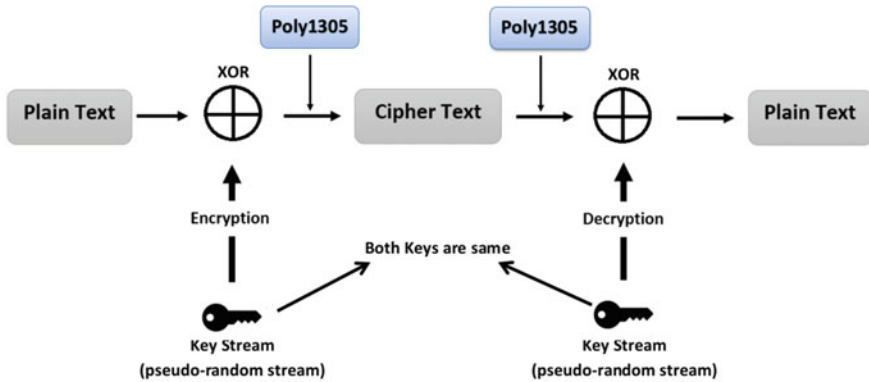 Poly1305
Poly1305
XOR
XOR
Plain Text
Cipher Text
Plain Text
Encryption
Decryption
Both Keys are same
Key Stream
(pseudo-random stream)
Key Stream
(pseudo-random stream)